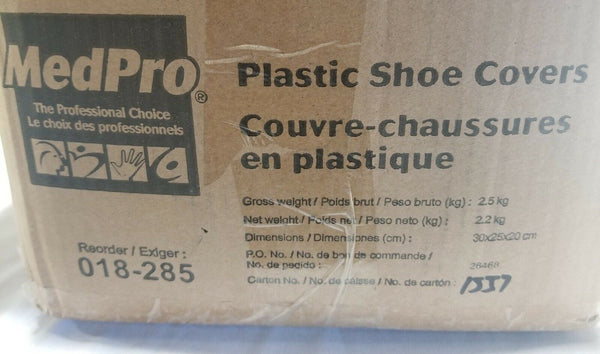 MedPro®
The Professional Choice
Le choix des professionnels
Reorder / Exiger :
018-285
Plastic Shoe Covers
Couvre-chaussures
en plastique
Gross weight / Poids brut / Peso bruto (kg) : 2.5 kg
Net weight / Poids net / Peso neto (kg) : 2.2 kg
Dimensions / Dimensiones (cm) : 30x25x20 cm
P.O. No. / No. de bon de commande /
No. de pedido : 28468
Carton No. / No. de caisse / No. de cartón : 1557